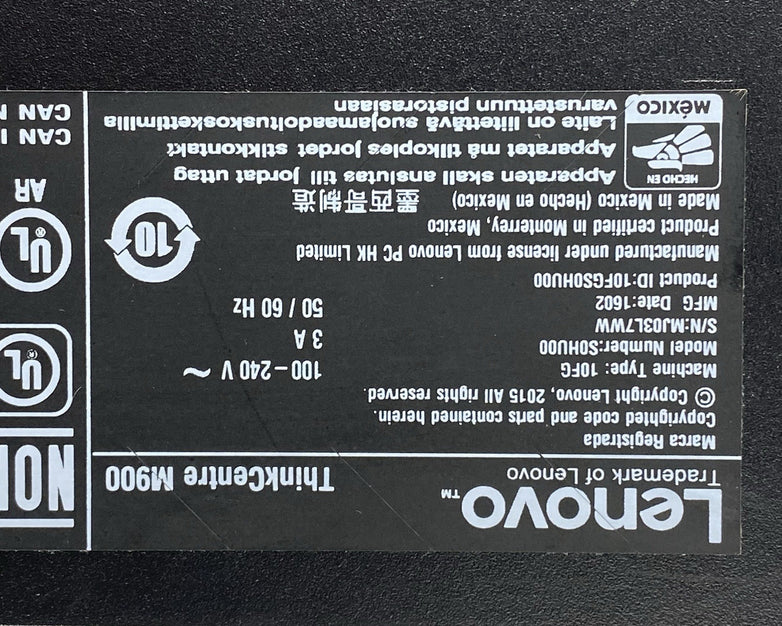 Lenovo™
Trademark of Lenovo
ThinkCentre M900
Marca Registrada
Copyrighted code and parts contained herein.
© Copyright Lenovo, 2015 All rights reserved.
Machine Type: 10FG
Model Number:S0HU00
S/N:MJ03L7WW
MFG Date:1602
Product ID:10FGS0HU00
100-240 V ~
3 A
50 / 60 Hz
Manufactured under license from Lenovo PC HK Limited
Product certified in Monterrey, Mexico
Made in Mexico (Hecho en Mexico) 墨西哥制造
10
HECHO EN
MÉXICO
Apparaten skall anslutas till jordat uttag
Apparatet må tilkoples jordet stikkontakt
Laite on liitettävä suojamaadoituskoskettimilla
varustettuun pistorasiaan
NO
UL
UL
AR
CAN
CAN